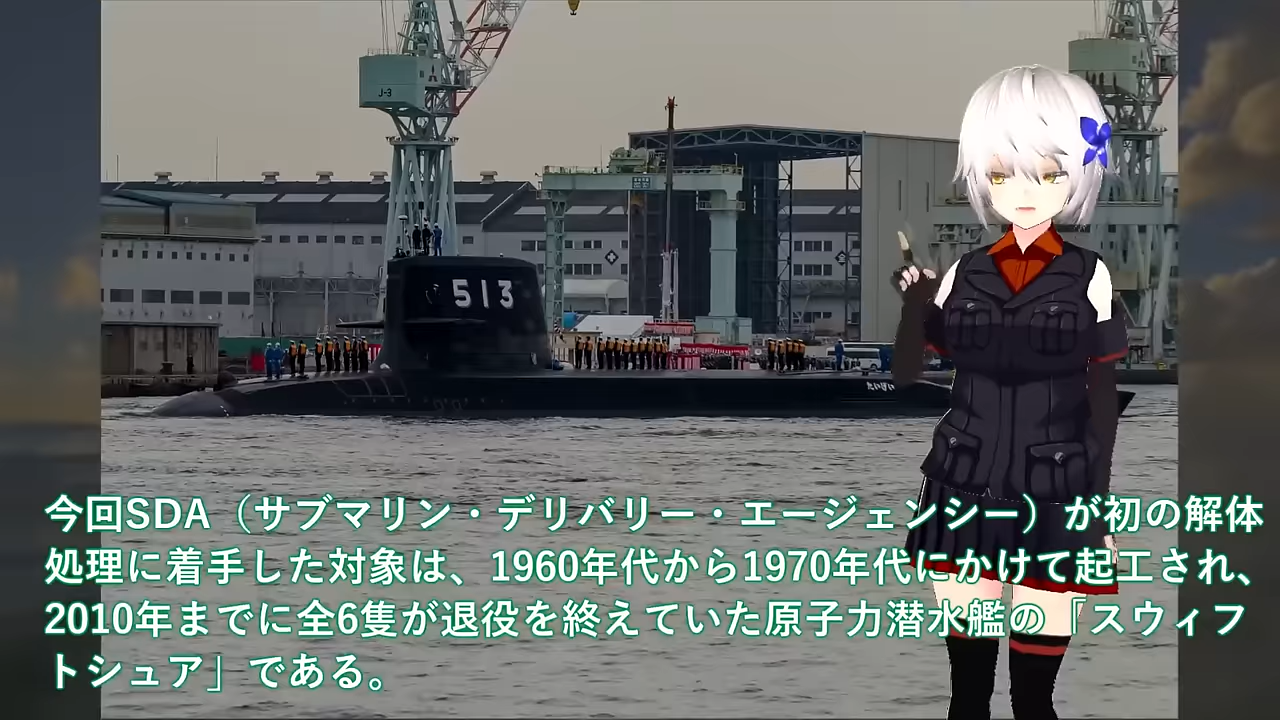 J-3
513
たいげい
今回SDA（サブマリン・デリバリー・エージェンシー）が初の解体
処理に着手した対象は、1960年代から1970年代にかけて起工され、
2010年までに全6隻が退役を終えていた原子力潜水艦の「スウィフ
トシュア」である。